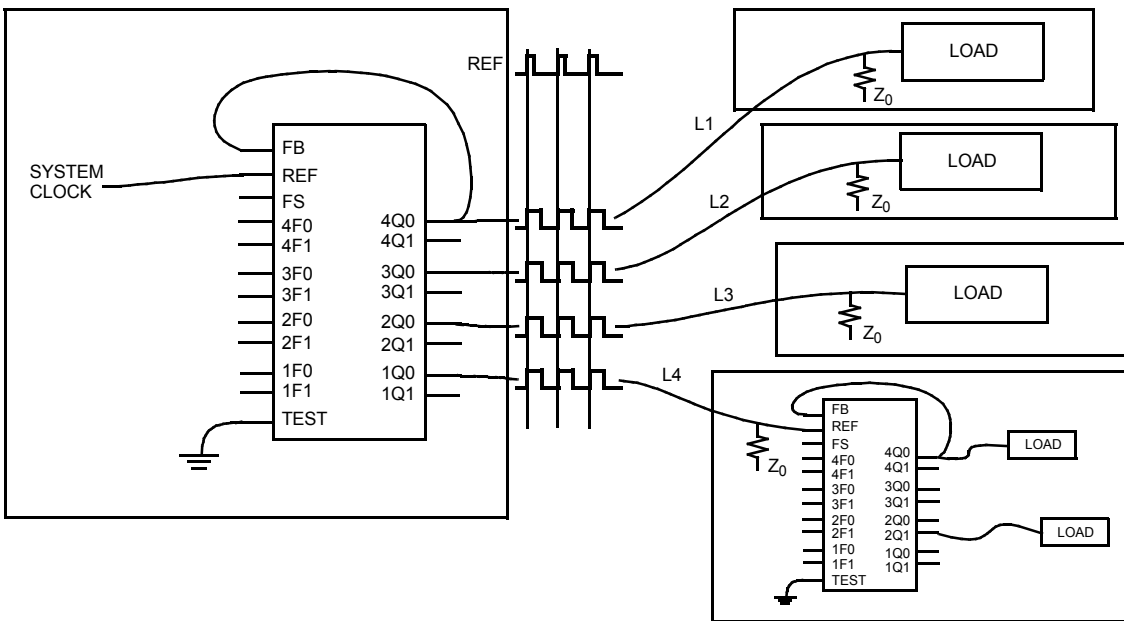 REF
LOAD
Z0
L1
LOAD
Z0
L2
SYSTEM
CLOCK
FB
REF
FS
4F0
4F1
3F0
3F1
2F0
2F1
1F0
1F1
TEST
4Q0
4Q1
3Q0
3Q1
2Q0
2Q1
1Q0
1Q1
LOAD
Z0
L3
L4
Z0
FB
REF
FS
4F0
4F1
3F0
3F1
2F0
2F1
1F0
1F1
TEST
4Q0
4Q1
3Q0
3Q1
2Q0
2Q1
1Q0
1Q1
LOAD
LOAD